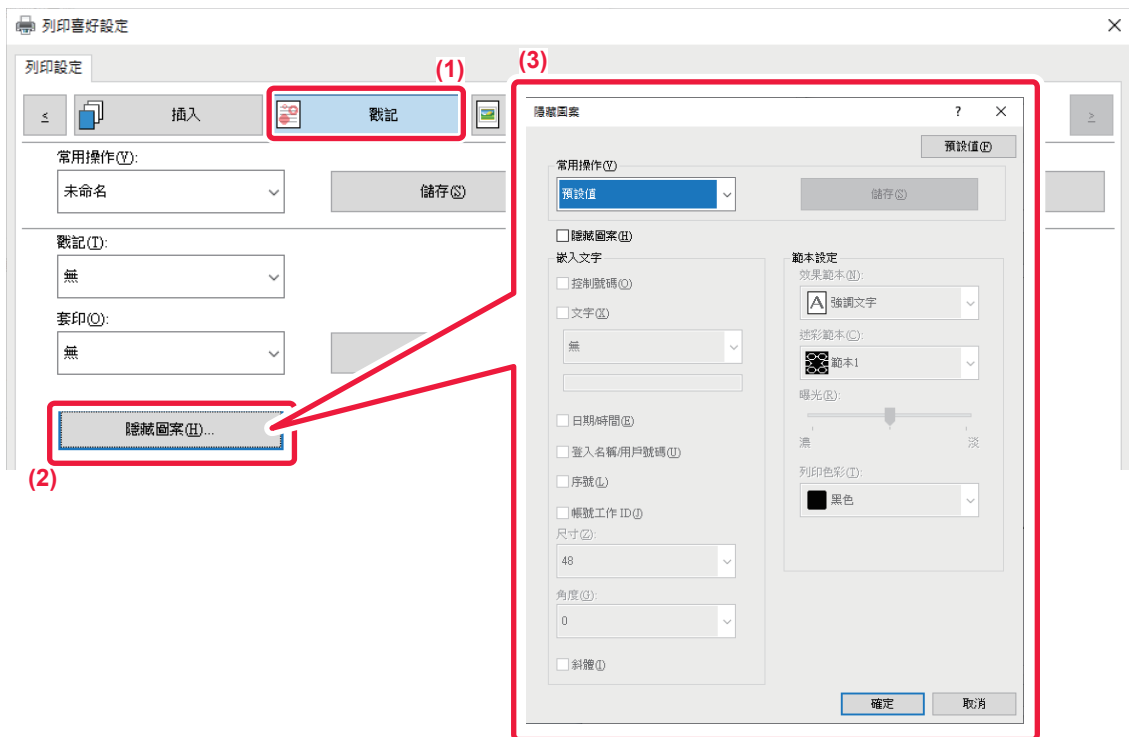 列印喜好設定
列印設定
(1)
(3)
≤
插入
戳記
≥
常用操作(V):
未命名
儲存(S)
戳記(T):
無
套印(O):
無
隱藏圖案(H)...
(2)
隱藏圖案
?
預設值(F)
常用操作(V)
預設值
儲存(S)
隱藏圖案(H)
嵌入文字
控制號碼(O)
文字(X)
無
日期/時間(E)
登入名稱/用戶號碼(U)
序號(L)
帳號工作 ID(J)
尺寸(Z):
48
角度(G):
0
斜體(I)
範本設定
效果範本(N):
A 強調文字
迷彩範本(C):
範本1
曝光(R):
濃
淡
列印色彩(T):
黑色
確定
取消